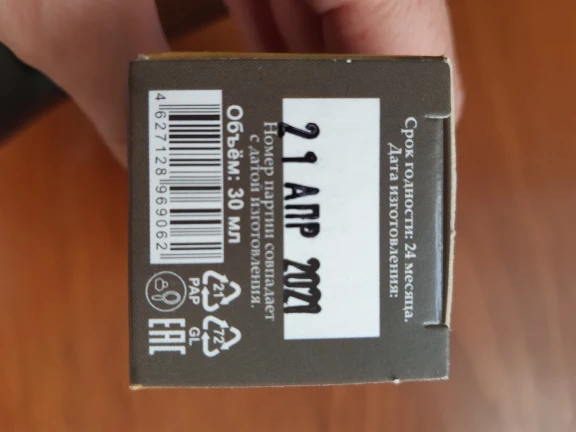 Срок годности: 24 месяца.
Дата изготовления:
21 АПР 2021
Номер партии совпадает
с датой изготовления.
Объём: 30 мл
4 627128 969062
21
PAP
72
GL
EAC